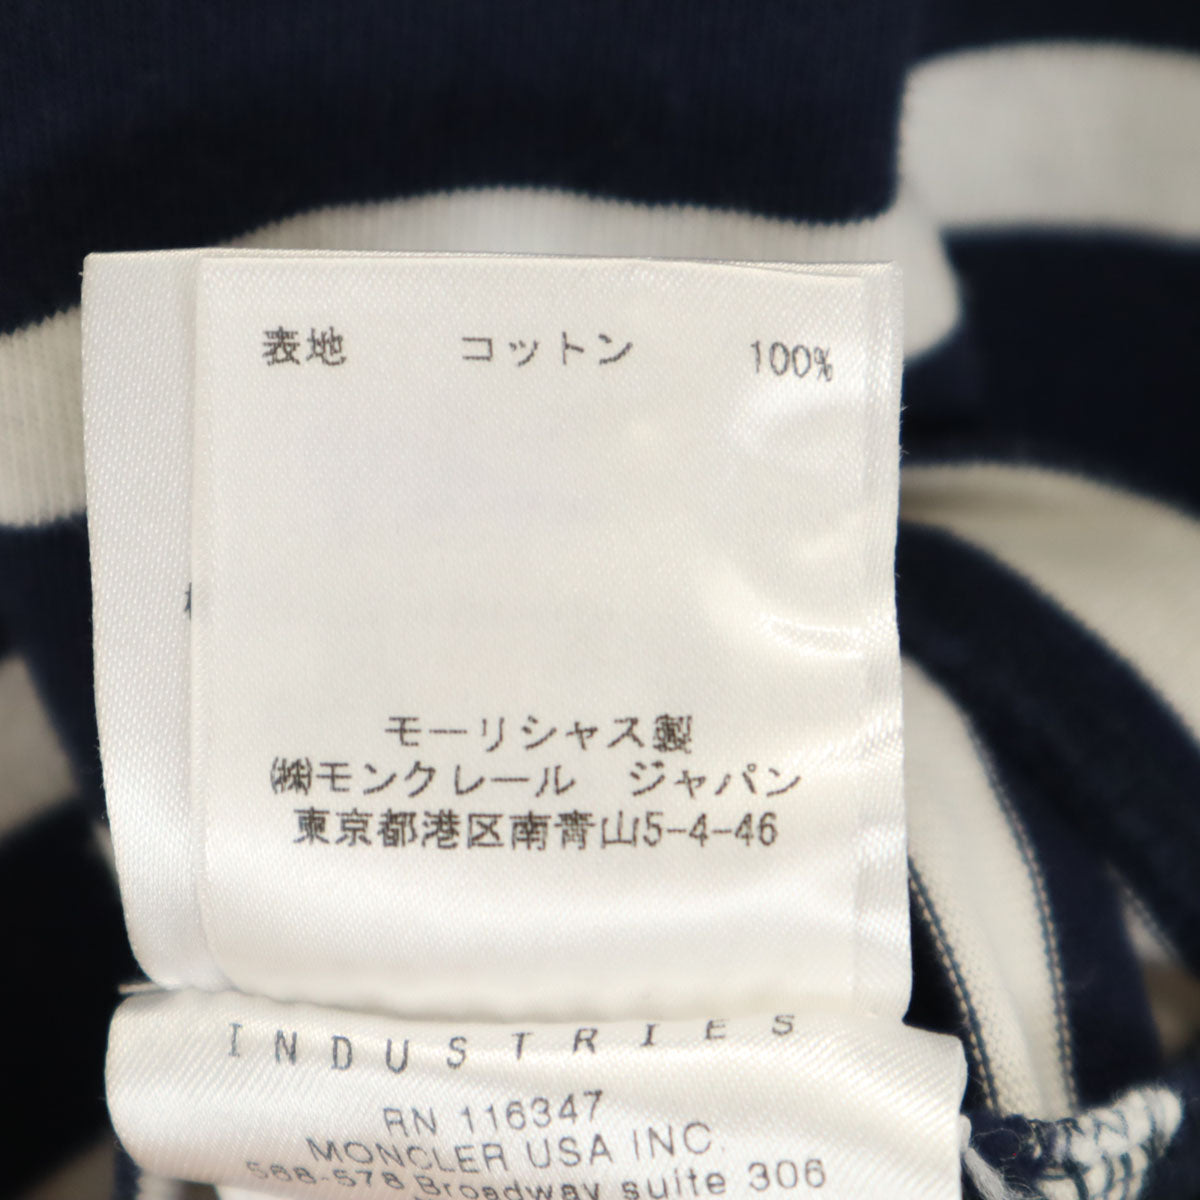 表地 コットン 100%
モーリシャス製
㈱モンクレール ジャパン
東京都港区南青山5-4-46
INDUSTRIES
RN 116347
MONCLER USA INC.
568-578 Broadway suite 306